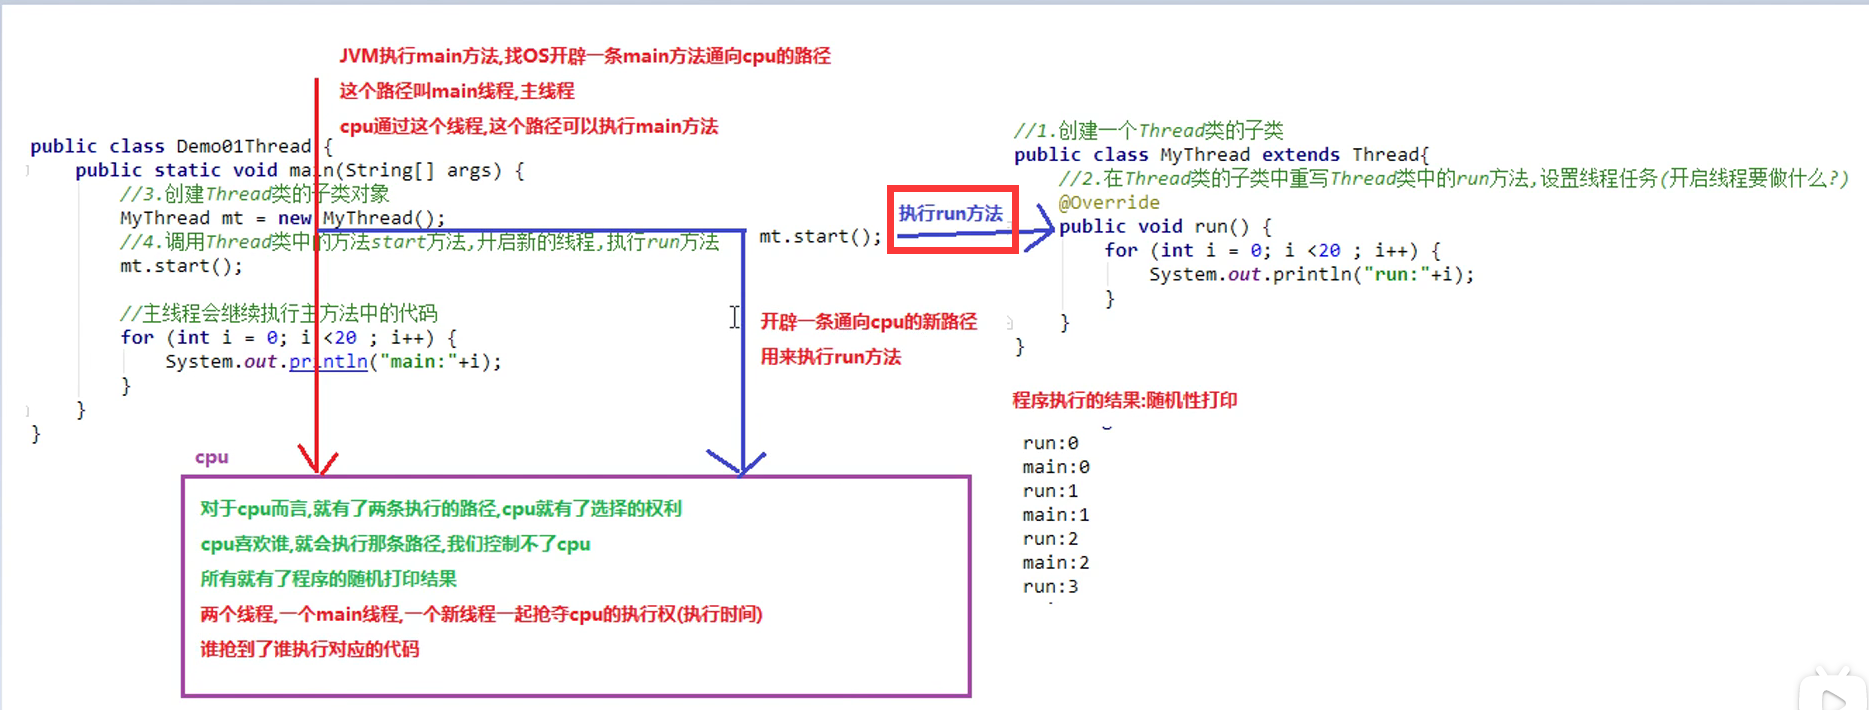 JVM执行main方法,找OS开辟一条main方法通向cpu的路径
这个路径叫main线程,主线程
cpu通过这个线程,这个路径可以执行main方法
public class Demo01Thread {
public static void main(String[] args) {
//3.创建Thread类的子类对象
MyThread mt = new MyThread();
//4.调用Thread类中的方法start方法,开启新的线程,执行run方法
mt.start();
//主线程会继续执行主方法中的代码
for (int i = 0; i <20 ; i++) {
System.out.println("main:"+i);
}
}
}
mt.start();
执行run方法
开辟一条通向cpu的新路径
用来执行run方法
//1.创建一个Thread类的子类
public class MyThread extends Thread{
//2.在Thread类的子类中重写Thread类中的run方法,设置线程任务(开启线程要做什么?)
@Override
public void run() {
for (int i = 0; i <20 ; i++) {
System.out.println("run:"+i);
}
}
}
程序执行的结果:随机性打印
run:0
main:0
run:1
main:1
run:2
main:2
run:3
cpu
对于cpu而言,就有了两条执行的路径,cpu就有了选择的权利
cpu喜欢谁,就会执行那条路径,我们控制不了cpu
所有就有了程序的随机打印结果
两个线程,一个main线程,一个新线程一起抢夺cpu的执行权(执行时间)
谁抢到了谁执行对应的代码